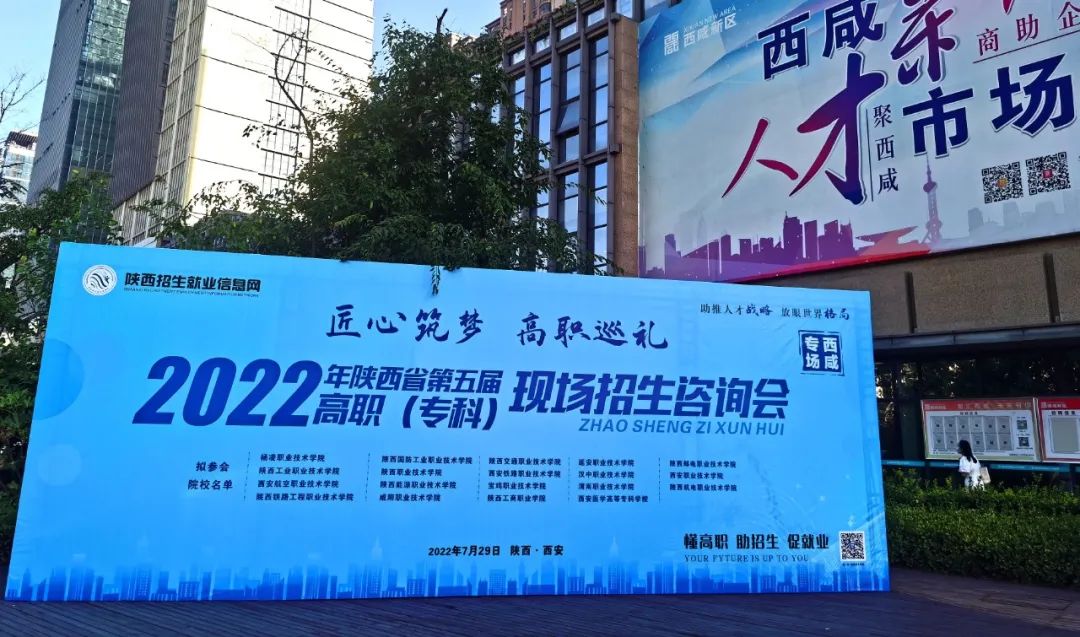 西咸新区
西咸
人才
市场
商助企
聚西咸
陕西招生就业信息网
助推人才战略 放眼世界格局
匠心筑梦 高职巡礼
西咸
专场
2022年陕西省第五届
高职（专科）
现场招生咨询会
ZHAO SHENG ZI XUN HUI
拟参会
院校名单
杨凌职业技术学院
陕西工业职业技术学院
西安航空职业技术学院
陕西铁路工程职业技术学院
陕西国防工业职业技术学院
陕西职业技术学院
陕西能源职业技术学院
咸阳职业技术学院
陕西交通职业技术学院
西安铁路职业技术学院
宝鸡职业技术学院
陕西工商职业学院
延安职业技术学院
汉中职业技术学院
渭南职业技术学院
西安医学高等专科学校
陕西邮电职业技术学院
西安职业技术学院
陕西机电职业技术学院
2022年7月29日 陕西·西安
懂高职 助招生 促就业
YOUR FYTURE IS UP TO YOU